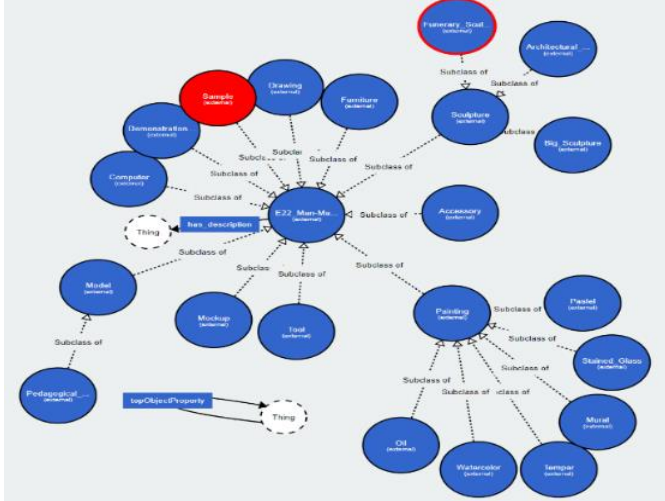 Funerary_Scul...
(external)
Architectural_...
(external)
Subclass of
Subclass of
Drawing
(external)
Sample
(external)
Furniture
(external)
Sculpture
(external)
Demonstration
(external)
Subclass
Big_Sculpture
(external)
Subcla
Subclas
Subclass of
Subclass of
Computer
(external)
Subclass of
E22_Man-Ma...
(external)
Subclass of
Accessory
(external)
has_description
Thing
Subclass of
Subclass of
Model
(external)
Subclass
Subclass of
Pastel
(external)
Subclass of
Mockup
(external)
Tool
(external)
Painting
(external)
Subclass of
Subclass of
Stained_Glass
(external)
Subclass of
Subclass of
Subclass of
Pedagogical_...
(external)
topObjectProperty
Thing
Mural
(external)
Oil
(external)
Watercolor
(external)
Tempar
(external)